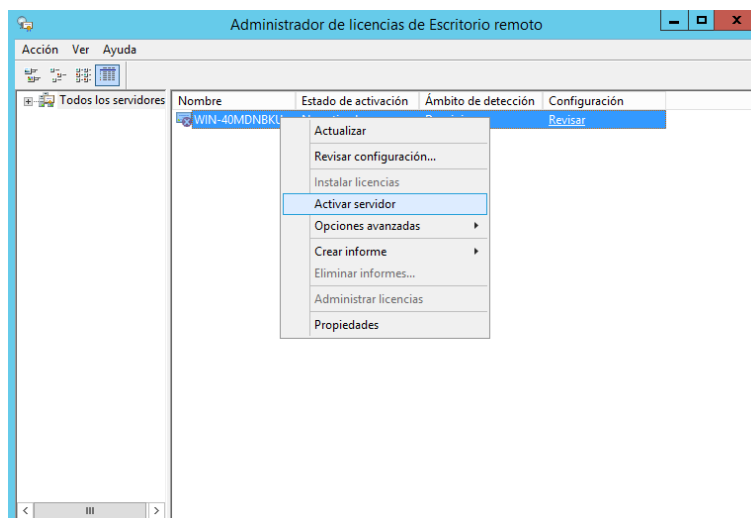 Administrador de licencias de Escritorio remoto
Acción Ver Ayuda
Todos los servidores
Nombre Estado de activación Ámbito de detección Configuración
WIN-40MDNBKU Revisar
Actualizar
Revisar configuración...
Instalar licencias
Activar servidor
Opciones avanzadas
Crear informe
Eliminar informes...
Administrar licencias
Propiedades